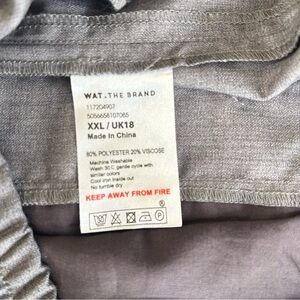 WAT.THE BRAND
117204907
5056656107065
XXL / UK18
Made In China
80% POLYESTER 20% VISCOSE
Machine Washable
Wash 30 C gentle cycle with
similar colors
Cool iron inside out
No tumble dry
KEEP AWAY FROM FIRE
P